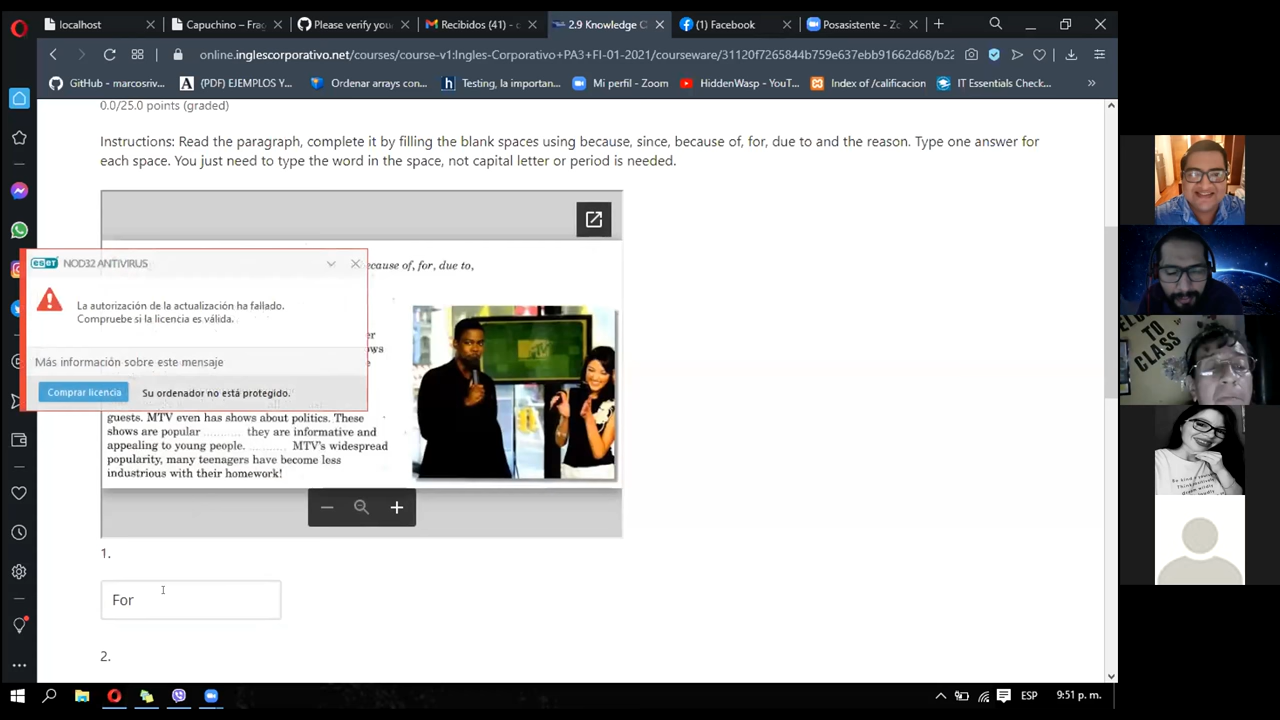 localhost
Capuchino – Fra
Please verify you
Recibidos (41) -
2.9 Knowledge C
(1) Facebook
Posasistente - Zo
online.inglescorporativo.net/courses/course-v1:Ingles-Corporativo+PA3+FI-01-2021/courseware/31120f7265844b759e637ebb91662d68/b22
GitHub - marcosriv...
(PDF) EJEMPLOS Y...
Ordenar arrays con...
Testing, la importan...
Mi perfil - Zoom
HiddenWasp - YouT...
Index of /calificacion
IT Essentials Check...
0.0/25.0 points (graded)
Instructions: Read the paragraph, complete it by filling the blank spaces using because, since, because of, for, due to and the reason. Type one answer for
each space. You just need to type the word in the space, not capital letter or period is needed.
ecause of, for, due to,
eset NOD32 ANTIVIRUS
La autorización de la actualización ha fallado.
Compruebe si la licencia es válida.
Más información sobre este mensaje
Comprar licencia
Su ordenador no está protegido.
guests. MTV even has shows about politics. These
shows are popular .......... they are informative and
appealing to young people. .......... MTV's widespread
popularity, many teenagers have become less
industrious with their homework!
MTV
1.
For
2.
WELCOME
TO
CLASS
ESP
9:51 p. m.